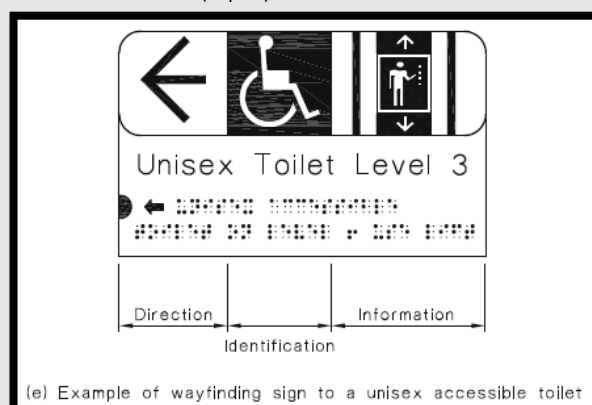 Unisex Toilet Level 3
Direction
Information
Identification
(e) Example of wayfinding sign to a unisex accessible toilet